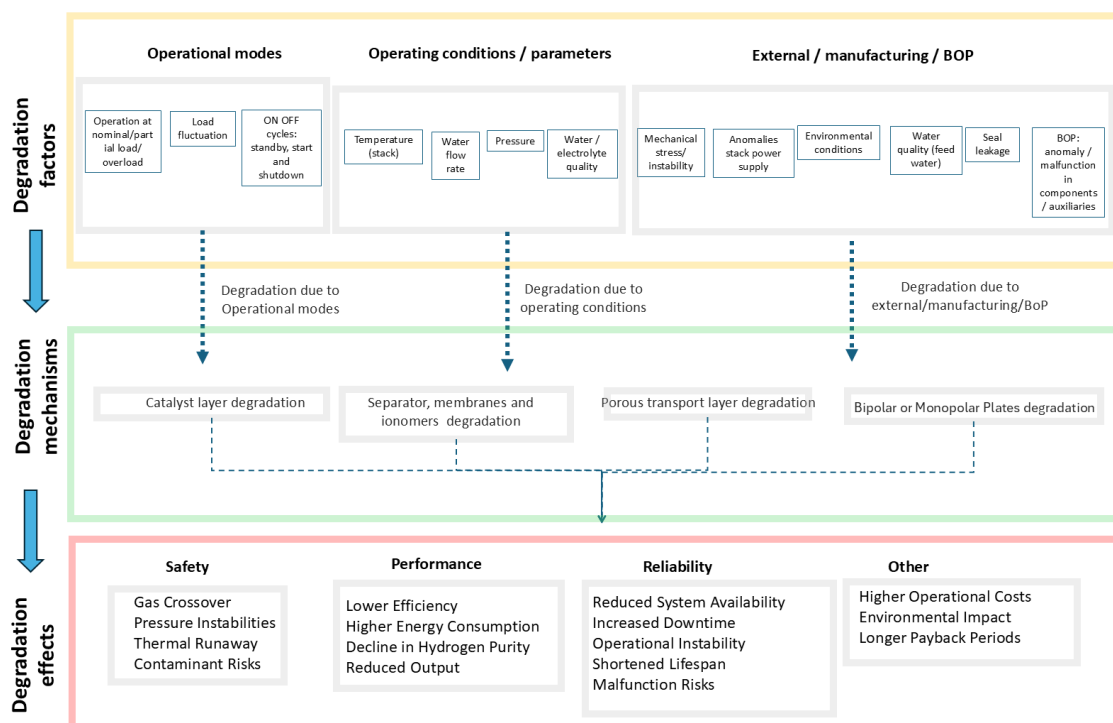 Degradation
factors
Operational modes
Operation at
nominal/part
ial load/
overload
Load
fluctuation
ON OFF
cycles:
standby, start
and
shutdown
Operating conditions / parameters
Temperature
(stack)
Water
flow
rate
Pressure
Water /
electrolyte
quality
External / manufacturing / BOP
Mechanical
stress/
instability
Anomalies
stack power
supply
Environmental
conditions
Water
quality (feed
water)
Seal
leakage
BOP:
anomaly /
malfunction
in
components
/ auxiliaries
Degradation due to
Operational modes
Degradation due to
operating conditions
Degradation due to
external/manufacturing/BoP
Degradation
mechanisms
Catalyst layer degradation
Separator, membranes and
ionomers degradation
Porous transport layer degradation
Bipolar or Monopolar Plates degradation
Degradation
effects
Safety
Gas Crossover
Pressure Instabilities
Thermal Runaway
Contaminant Risks
Performance
Lower Efficiency
Higher Energy Consumption
Decline in Hydrogen Purity
Reduced Output
Reliability
Reduced System Availability
Increased Downtime
Operational Instability
Shortened Lifespan
Malfunction Risks
Other
Higher Operational Costs
Environmental Impact
Longer Payback Periods